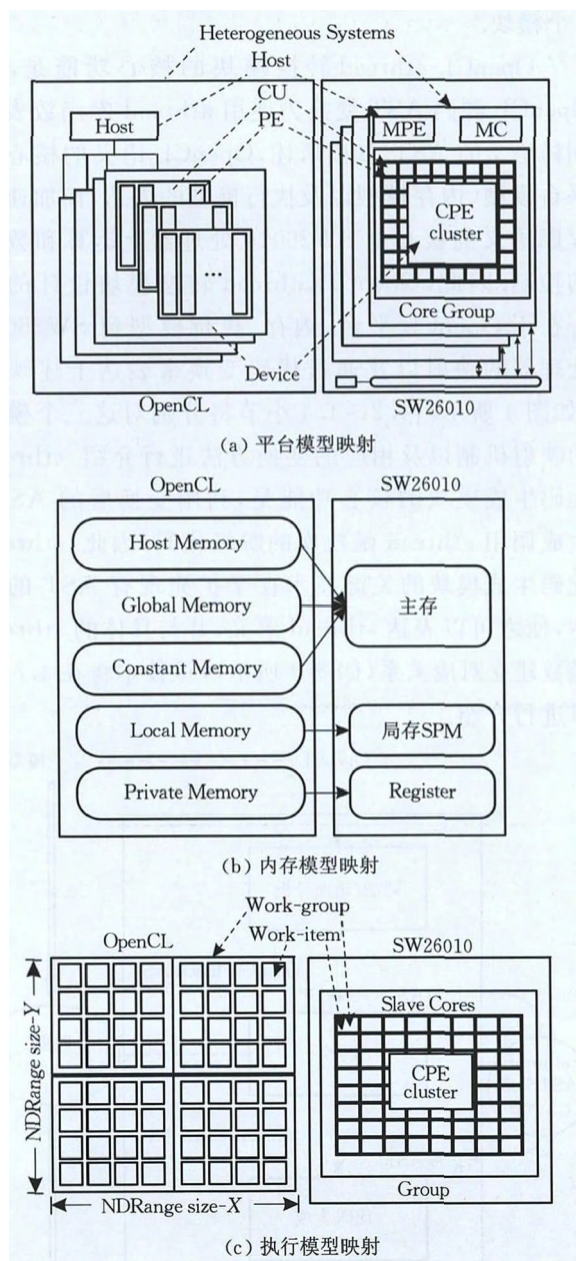 Heterogeneous Systems
Host
CU
PE
Host
MPE
MC
CPE
cluster
...
Core Group
Device
OpenCL
SW26010
(a) 平台模型映射
OpenCL
SW26010
Host Memory
Global Memory
Constant Memory
Local Memory
Private Memory
主存
局存SPM
Register
(b) 内存模型映射
Work-group
OpenCL
Work-item
SW26010
NDRange size-Y
Slave Cores
CPE
cluster
Group
NDRange size-X
(c) 执行模型映射